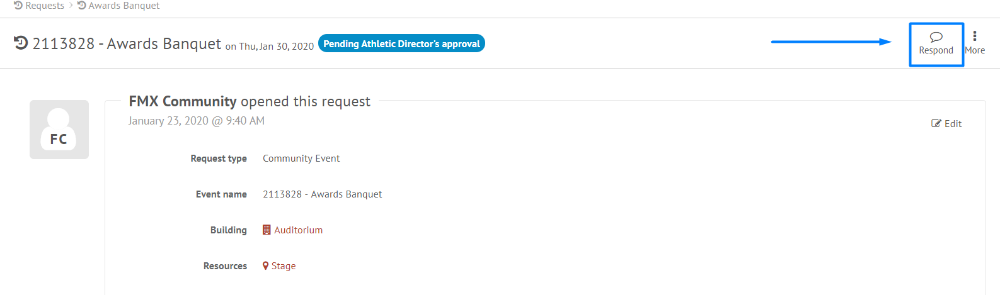 Requests › Awards Banquet
2113828 - Awards Banquet on Thu, Jan 30, 2020 Pending Athletic Director's approval
Respond
More
FMX Community opened this request
January 23, 2020 @ 9:40 AM
Edit
FC
Request type Community Event
Event name 2113828 - Awards Banquet
Building Auditorium
Resources Stage